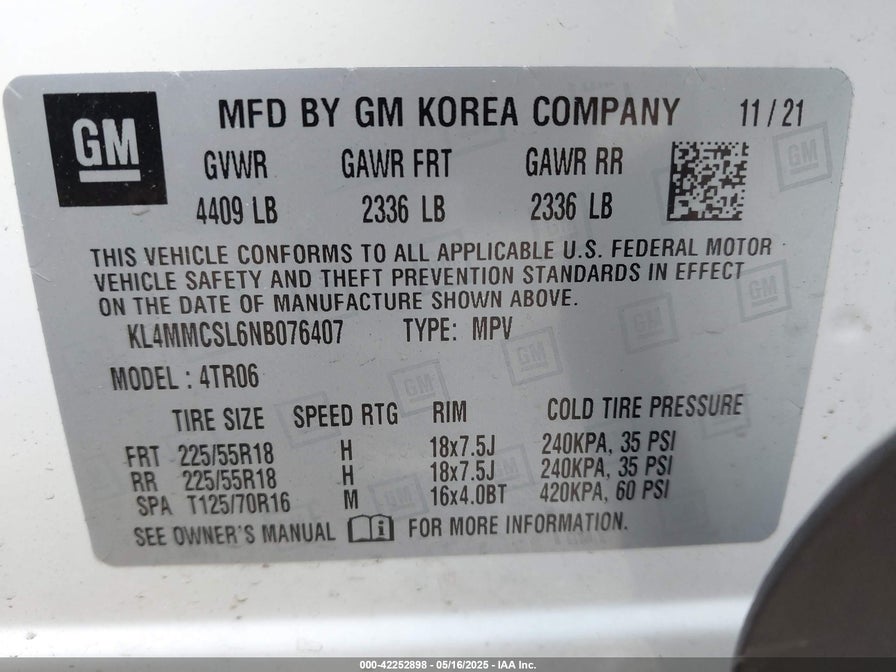 GM
MFD BY GM KOREA COMPANY 11/21
GVWR GAWR FRT GAWR RR
4409 LB 2336 LB 2336 LB
THIS VEHICLE CONFORMS TO ALL APPLICABLE U.S. FEDERAL MOTOR
VEHICLE SAFETY AND THEFT PREVENTION STANDARDS IN EFFECT
ON THE DATE OF MANUFACTURE SHOWN ABOVE.
KL4MMCSL6NB076407 TYPE: MPV
MODEL : 4TR06
TIRE SIZE SPEED RTG RIM COLD TIRE PRESSURE
FRT 225/55R18 H 18x7.5J 240KPA, 35 PSI
RR 225/55R18 H 18x7.5J 240KPA, 35 PSI
SPA T125/70R16 M 16x4.0BT 420KPA, 60 PSI
SEE OWNER'S MANUAL i FOR MORE INFORMATION.
000-42252898 - 05/16/2025 - IAA Inc.